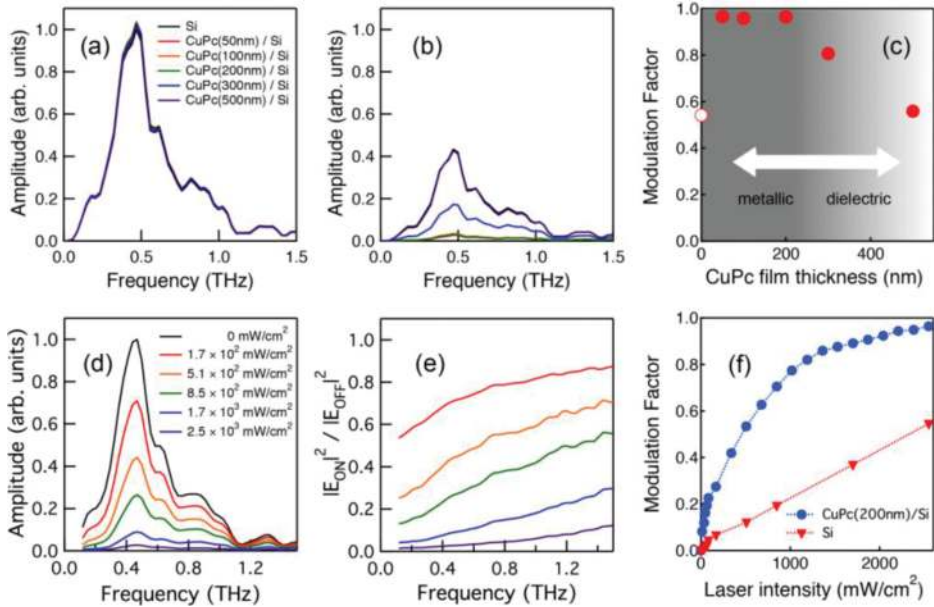 (a)
Si
CuPc(50nm) / Si
CuPc(100nm) / Si
CuPc(200nm) / Si
CuPc(300nm) / Si
CuPc(500nm) / Si
Amplitude (arb. units)
1.0
0.8
0.6
0.4
0.2
0.0
0.0 0.5 1.0 1.5
Frequency (THz)
(b)
Amplitude (arb. units)
1.0
0.8
0.6
0.4
0.2
0.0
0.0 0.5 1.0 1.5
Frequency (THz)
(c)
Modulation Factor
1.0
0.8
0.6
0.4
0.2
0.0
metallic dielectric
0 200 400
CuPc film thickness (nm)
(d)
0 mW/cm²
1.7 × 10² mW/cm²
5.1 × 10² mW/cm²
8.5 × 10² mW/cm²
1.7 × 10³ mW/cm²
2.5 × 10³ mW/cm²
Amplitude (arb. units)
1.0
0.8
0.6
0.4
0.2
0.0
0.0 0.4 0.8 1.2
Frequency (THz)
(e)
|E_ON|² / |E_OFF|²
1.0
0.8
0.6
0.4
0.2
0.0
0.0 0.4 0.8 1.2
Frequency (THz)
(f)
Modulation Factor
1.0
0.8
0.6
0.4
0.2
0.0
CuPc(200nm)/Si
Si
0 1000 2000
Laser intensity (mW/cm²)